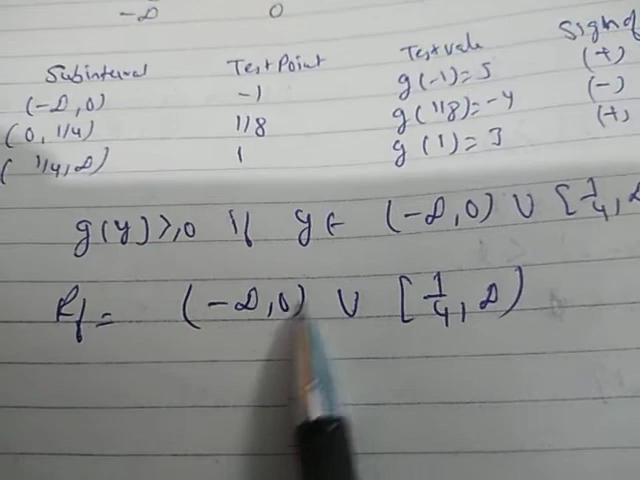 -∞ 0
Subinterval Test Point Test vale Sign of
(-∞,0) -1 g(-1)=5 (+)
(0, 1/4) 1/8 g(1/8)=-4 (-)
(1/4,∞) 1 g(1)=3 (+)
g(y)≥0 if y∈ (-∞,0) ∪ [1/4,∞
Rf= (-∞,0) ∪ [1/4,∞)